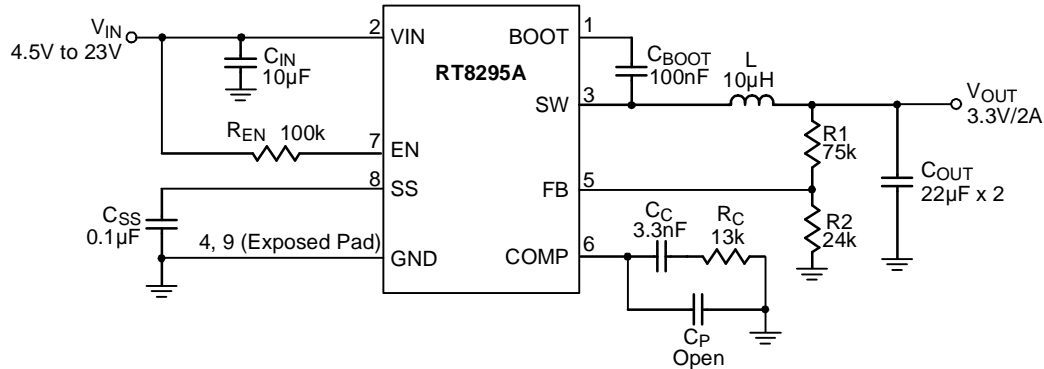 VIN
4.5V to 23V
CIN
10µF
REN 100k
CSS
0.1µF
4, 9 (Exposed Pad)
2
7
8
VIN
EN
SS
GND
RT8295A
BOOT
SW
FB
COMP
1
3
5
6
CBOOT
100nF
L
10µH
VOUT
3.3V/2A
R1
75k
R2
24k
COUT
22µF x 2
CC
3.3nF
RC
13k
CP
Open